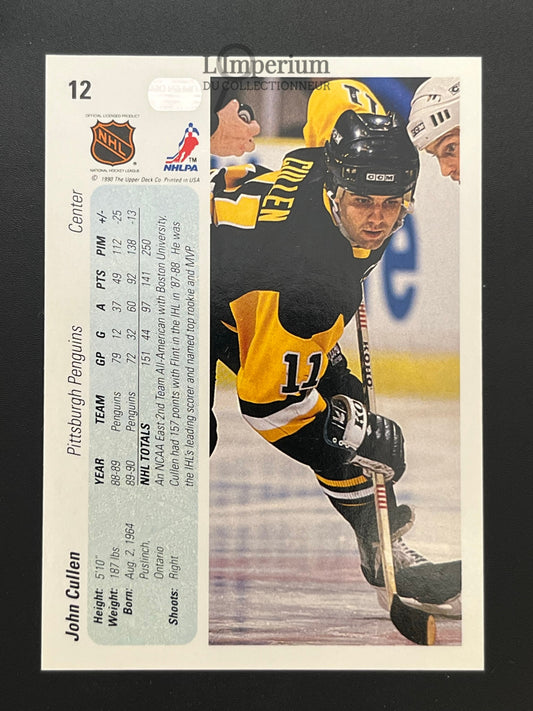 L'Imperium
DU COLLECTIONNEUR
12
OFFICIAL LICENSED PRODUCT
NHL
NATIONAL HOCKEY LEAGUE
NHLPA
TM
© 1990 The Upper Deck Co. Printed in USA
John Cullen Pittsburgh Penguins Center
Height: 5'10"
Weight: 187 lbs.
Born: Aug. 2, 1964
Puslinch,
Ontario
Shoots: Right
YEAR TEAM GP G A PTS PIM +/-
88-89 Penguins 79 12 37 49 112 -25
89-90 Penguins 72 32 60 92 138 -13
NHL TOTALS 151 44 97 141 250
An NCAA East 2nd Team All-American with Boston University,
Cullen had 157 points with Flint in the IHL in '87-88. He was
the IHL's leading scorer and named top rookie and MVP.
CULLEN
11
CCM
11
KOHO
KO